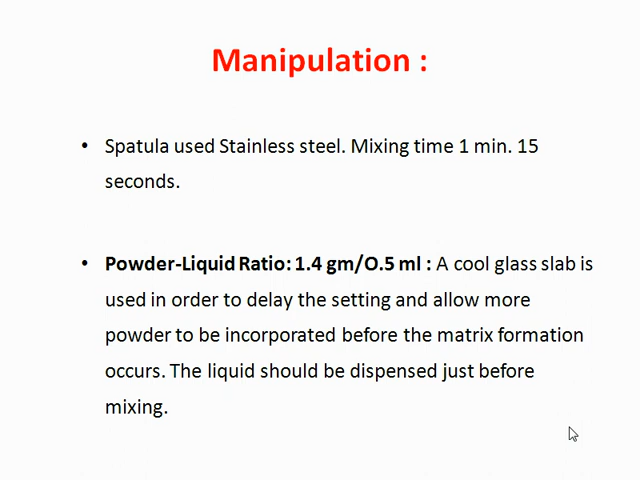 Manipulation :
• Spatula used Stainless steel. Mixing time 1 min. 15
seconds.
• Powder-Liquid Ratio: 1.4 gm/O.5 ml : A cool glass slab is
used in order to delay the setting and allow more
powder to be incorporated before the matrix formation
occurs. The liquid should be dispensed just before
mixing.